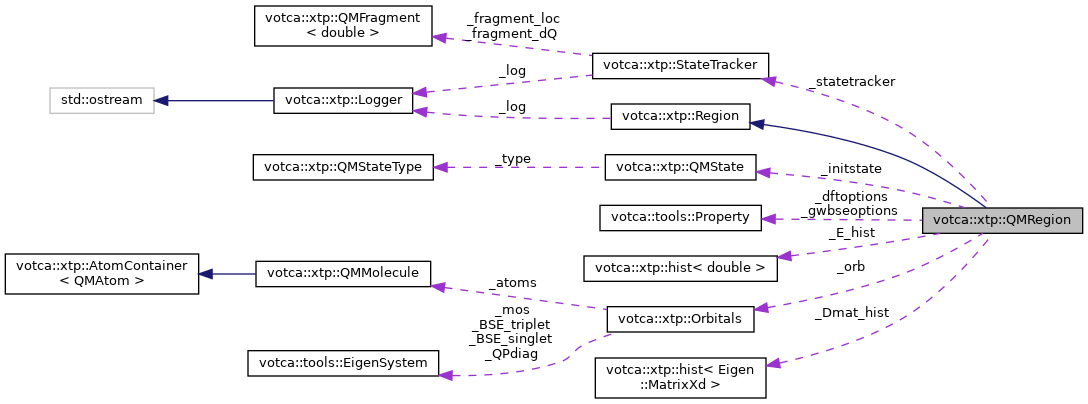 votca::xtp::QMFragment
< double >
_fragment_loc
_fragment_dQ
votca::xtp::StateTracker
_statetracker
_log
std::ostream
votca::xtp::Logger
_log
votca::xtp::Region
votca::xtp::QMStateType
_type
votca::xtp::QMState
_initstate
_dftoptions
_gwbseoptions
votca::tools::Property
votca::xtp::QMRegion
_E_hist
votca::xtp::hist< double >
_orb
votca::xtp::AtomContainer
< QMAtom >
votca::xtp::QMMolecule
_atoms
_mos
_BSE_triplet
_BSE_singlet
_QPdiag
votca::xtp::Orbitals
_Dmat_hist
votca::tools::EigenSystem
votca::xtp::hist< Eigen
::MatrixXd >